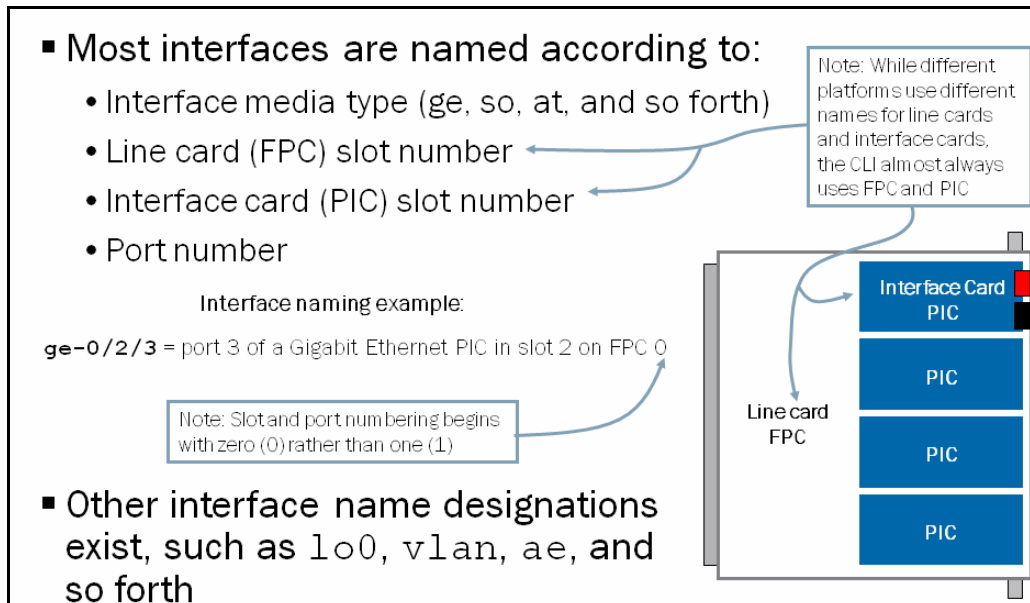 ▪ Most interfaces are named according to:
• Interface media type (ge, so, at, and so forth)
• Line card (FPC) slot number
• Interface card (PIC) slot number
• Port number
Note: While different
platforms use different
names for line cards
and interface cards,
the CLI almost always
uses FPC and PIC
Interface naming example:
ge-0/2/3 = port 3 of a Gigabit Ethernet PIC in slot 2 on FPC 0
Note: Slot and port numbering begins
with zero (0) rather than one (1)
Interface Card
PIC
PIC
PIC
PIC
Line card
FPC
▪ Other interface name designations
exist, such as lo0, vlan, ae, and
so forth